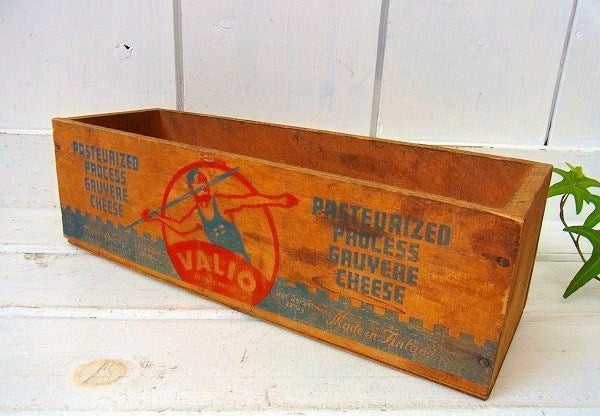 PASTEURIZED
PROCESS
GRUYERE
CHEESE
VALIO
PASTEURIZED
PROCESS
GRUYERE
CHEESE
Made in Finland